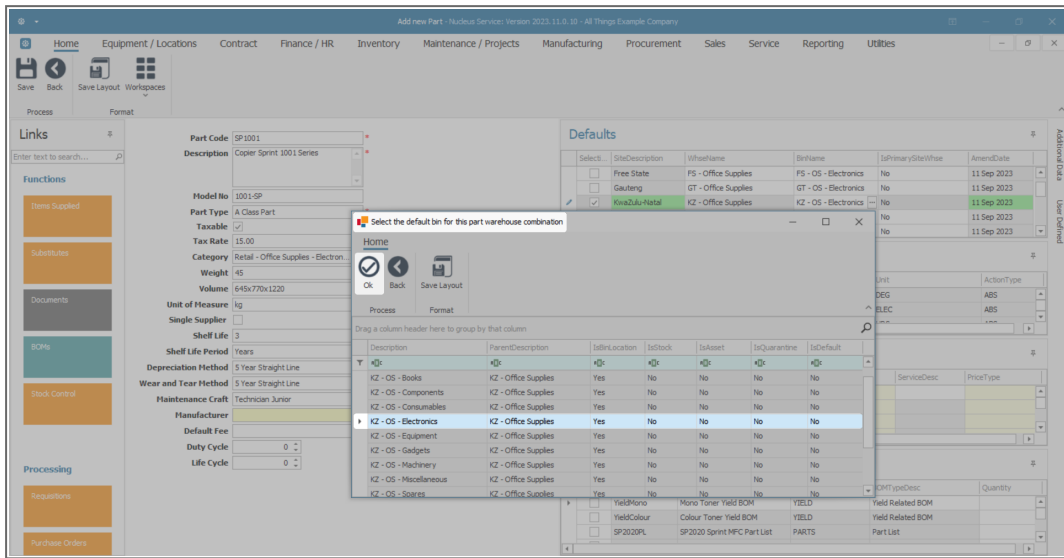 Add new Part - Nucleus Service: Version 2023.11.0.10 - All Things Example Company
Home Equipment / Locations Contract Finance / HR Inventory Maintenance / Projects Manufacturing Procurement Sales Service Reporting Utilities
Save Back Save Layout Workspaces
Process Format
Links
Enter text to search...
Functions
Items Supplied
Substitutes
Documents
BOMs
Stock Control
Processing
Requisitions
Purchase Orders
Part Code SP1001 *
Description Copier Sprint 1001 Series *
Model No 1001-SP
Part Type A Class Part
Taxable
Tax Rate 15.00
Category Retail - Office Supplies - Electron...
Weight 45
Volume 645x770x1220
Unit of Measure kg
Single Supplier
Shelf Life 3
Shelf Life Period Years
Depreciation Method 5 Year Straight Line
Wear and Tear Method 5 Year Straight Line
Maintenance Craft Technician Junior
Manufacturer
Default Fee
Duty Cycle 0
Life Cycle 0
Defaults
Selecti... SiteDescription WhseName BinName IsPrimarySiteWhse AmendDate
Free State FS - Office Supplies FS - OS - Electronics No 11 Sep 2023
Gauteng GT - Office Supplies GT - OS - Electronics No 11 Sep 2023
KwaZulu-Natal KZ - Office Supplies KZ - OS - Electronics ... No 11 Sep 2023
No 11 Sep 2023
No 11 Sep 2023
Additional Data
User Defined
Select the default bin for this part warehouse combination
Home
Ok Back Save Layout
Process Format
Drag a column header here to group by that column
Description ParentDescription IsBinLocation IsStock IsAsset IsQuarantine IsDefault
KZ - OS - Books KZ - Office Supplies Yes No No No No
KZ - OS - Components KZ - Office Supplies Yes No No No No
KZ - OS - Consumables KZ - Office Supplies Yes No No No No
KZ - OS - Electronics KZ - Office Supplies Yes No No No No
KZ - OS - Equipment KZ - Office Supplies Yes No No No No
KZ - OS - Gadgets KZ - Office Supplies Yes No No No No
KZ - OS - Machinery KZ - Office Supplies Yes No No No No
KZ - OS - Miscellaneous KZ - Office Supplies Yes No No No No
KZ - OS - Spares KZ - Office Supplies Yes No No No No
ActionType
DEG ABS
ELEC ABS
ServiceDesc PriceType
OMTypeDesc Quantity
YieldMono Mono Toner Yield BOM YIELD Yield Related BOM
YieldColour Colour Toner Yield BOM YIELD Yield Related BOM
SP2020PL SP2020 Sprint MFC Part List PARTS Part List